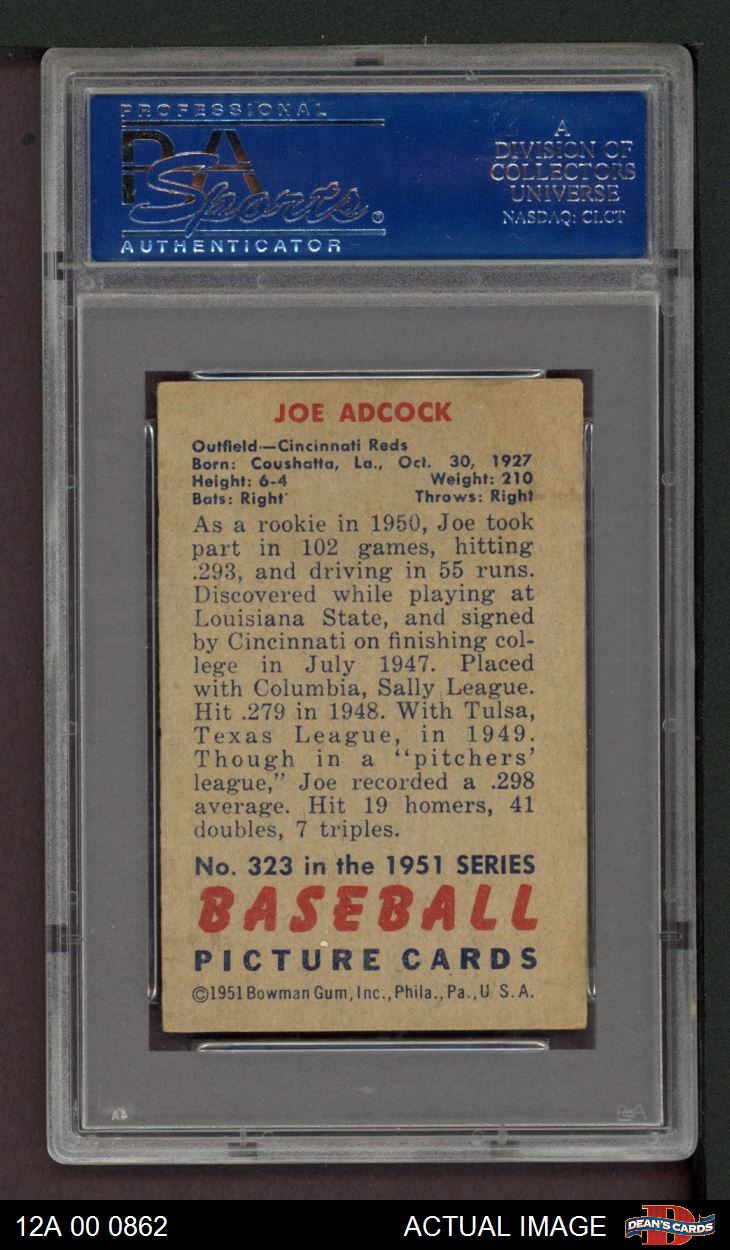 PROFESSIONAL
PSA
Sports®
AUTHENTICATOR
A
DIVISION OF
COLLECTORS
UNIVERSE
NASDAQ: CLCT
JOE ADCOCK
Outfield—Cincinnati Reds
Born: Coushatta, La., Oct. 30, 1927
Height: 6-4 Weight: 210
Bats: Right Throws: Right
As a rookie in 1950, Joe took
part in 102 games, hitting
.293, and driving in 55 runs.
Discovered while playing at
Louisiana State, and signed
by Cincinnati on finishing col-
lege in July 1947. Placed
with Columbia, Sally League.
Hit .279 in 1948. With Tulsa,
Texas League, in 1949.
Though in a "pitchers'
league," Joe recorded a .298
average. Hit 19 homers, 41
doubles, 7 triples.
No. 323 in the 1951 SERIES
BASEBALL
PICTURE CARDS
©1951 Bowman Gum, Inc., Phila., Pa., U.S.A.
PSA
12A 00 0862 ACTUAL IMAGE
DEAN'S CARDS